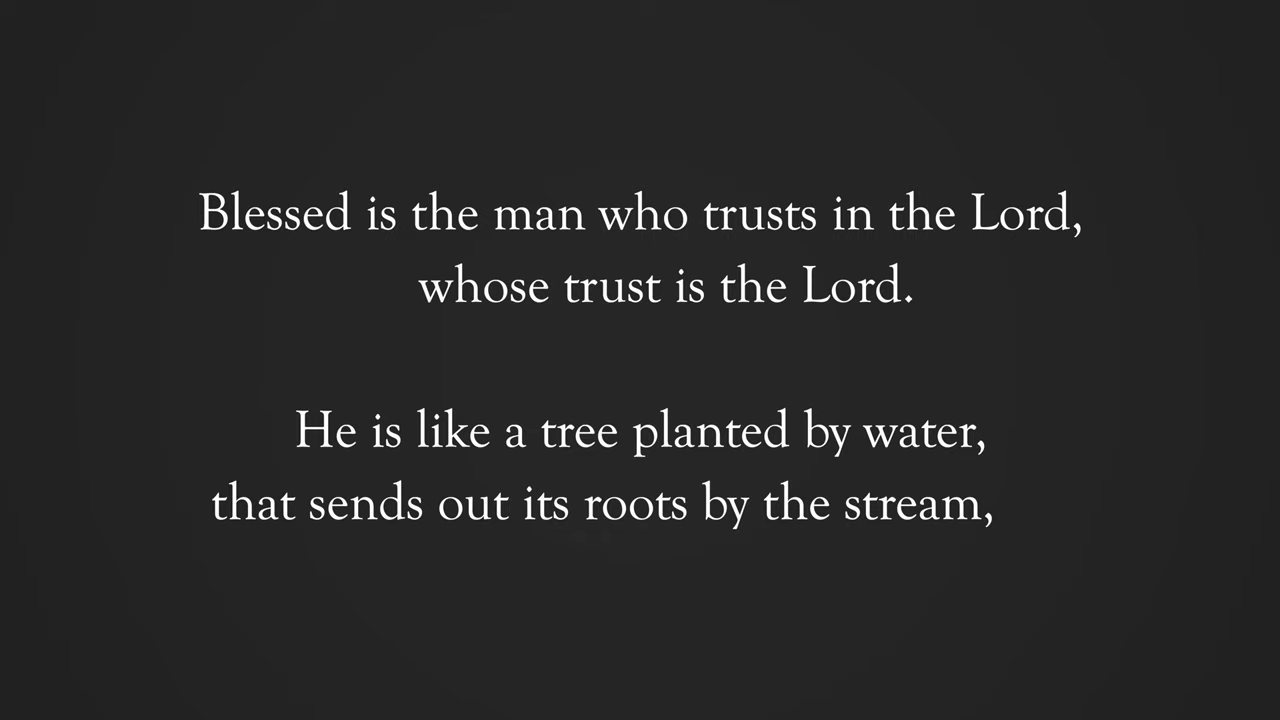 Blessed is the man who trusts in the Lord,
whose trust is the Lord.
He is like a tree planted by water,
that sends out its roots by the stream,